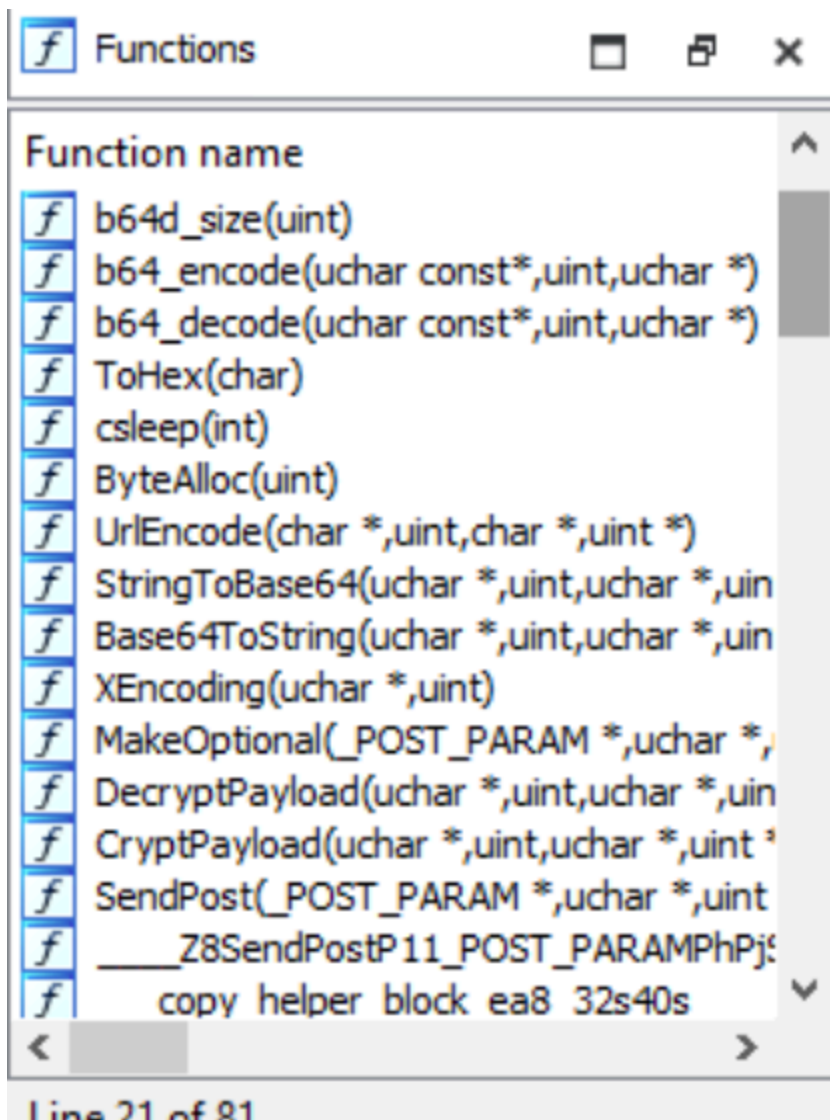 Functions
Function name
b64d_size(uint)
b64_encode(uchar const*,uint,uchar *)
b64_decode(uchar const*,uint,uchar *)
ToHex(char)
csleep(int)
ByteAlloc(uint)
UrlEncode(char *,uint,char *,uint *)
StringToBase64(uchar *,uint,uchar *,uin
Base64ToString(uchar *,uint,uchar *,uin
XEncoding(uchar *,uint)
MakeOptional(_POST_PARAM *,uchar *,
DecryptPayload(uchar *,uint,uchar *,uin
CryptPayload(uchar *,uint,uchar *,uint *
SendPost(_POST_PARAM *,uchar *,uint
____Z8SendPostP11_POST_PARAMPhPjS
___copy_helper_block_ea8_32s40s
Line 21 of 81